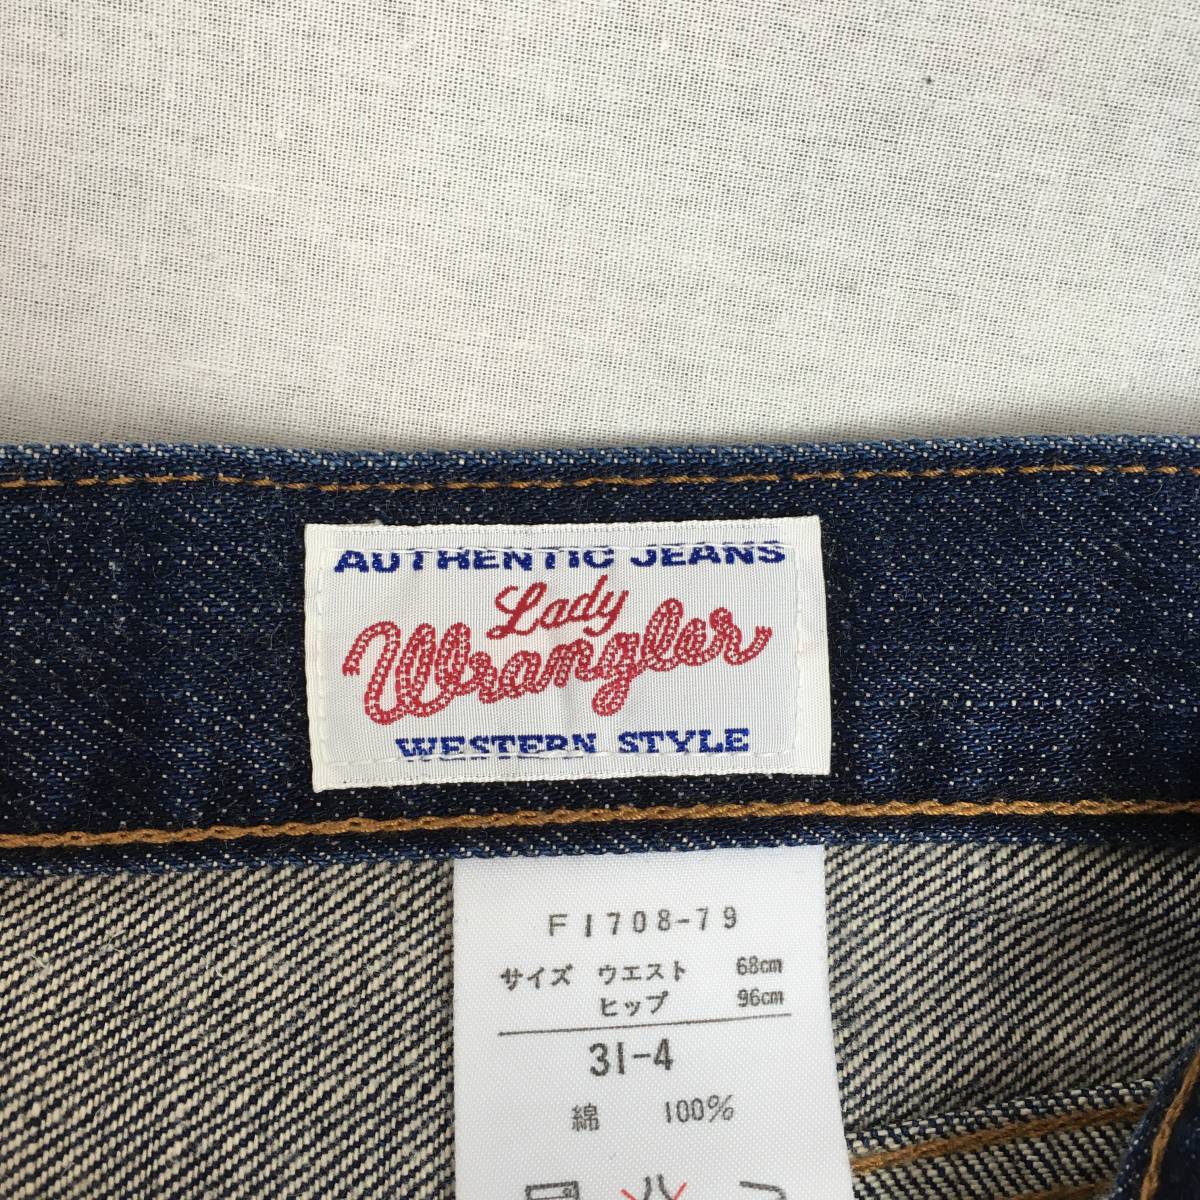 AUTHENTIC JEANS
Lady
Wrangler
WESTERN STYLE
F1708-79
サイズ ウエスト 68cm
ヒップ 96cm
31-4
綿 100%